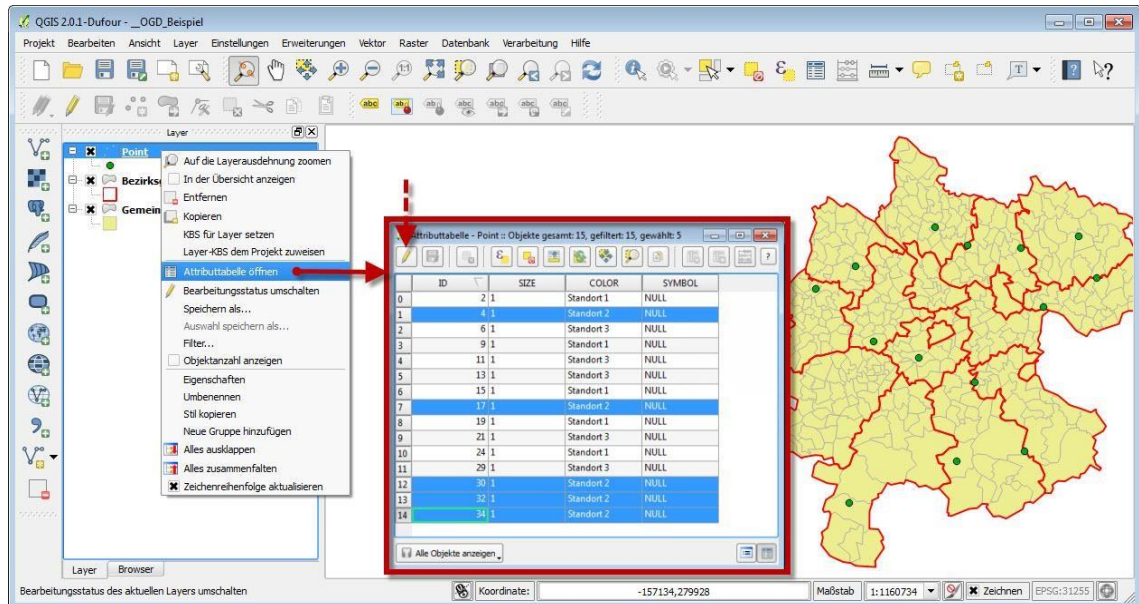 QGIS 2.0.1-Dufour - __OGD_Beispiel
Projekt Bearbeiten Ansicht Layer Einstellungen Erweiterungen Vektor Raster Datenbank Verarbeitung Hilfe
Layer
Point
Bezirksg
Gemein
Auf die Layerausdehnung zoomen
In der Übersicht anzeigen
Entfernen
Kopieren
KBS für Layer setzen
Layer-KBS dem Projekt zuweisen
Attributtabelle öffnen
Bearbeitungsstatus umschalten
Speichern als...
Auswahl speichern als...
Filter...
Objektanzahl anzeigen
Eigenschaften
Umbenennen
Stil kopieren
Neue Gruppe hinzufügen
Alles ausklappen
Alles zusammenfalten
Zeichenreihenfolge aktualisieren
Attributtabelle - Point :: Objekte gesamt: 15, gefiltert: 15, gewählt: 5
ID SIZE COLOR SYMBOL
0 2 1 Standort 1 NULL
1 4 1 Standort 2 NULL
2 6 1 Standort 3 NULL
3 9 1 Standort 1 NULL
4 11 1 Standort 3 NULL
5 13 1 Standort 3 NULL
6 15 1 Standort 1 NULL
7 17 1 Standort 2 NULL
8 19 1 Standort 1 NULL
9 21 1 Standort 3 NULL
10 24 1 Standort 1 NULL
11 29 1 Standort 3 NULL
12 30 1 Standort 2 NULL
13 32 1 Standort 2 NULL
14 34 1 Standort 2 NULL
Alle Objekte anzeigen
Layer Browser
Bearbeitungsstatus des aktuellen Layers umschalten Koordinate: -157134,279928 Maßstab 1:1160734 Zeichnen EPSG:31255